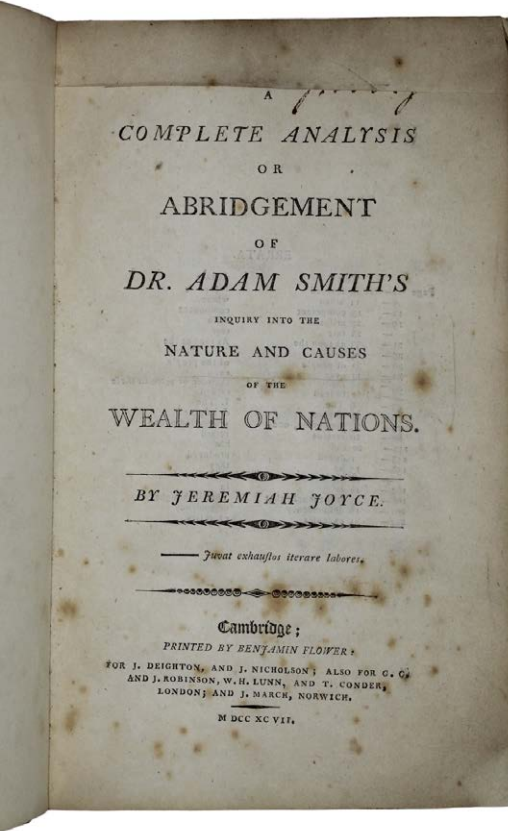 A
COMPLETE ANALYSIS
OR
ABRIDGEMENT
OF
DR. ADAM SMITH'S
INQUIRY INTO THE
NATURE AND CAUSES
OF THE
WEALTH OF NATIONS.
BY JEREMIAH JOYCE.
Juvat exhauſtos iterare labores.
Cambridge;
PRINTED BY BENJAMIN FLOWER:
FOR J. DEIGHTON, AND J. NICHOLSON; ALSO FOR G. G.
AND J. ROBINSON, W. H. LUNN, AND T. CONDER,
LONDON; AND J. MARCH, NORWICH.
M DCC XC VII.